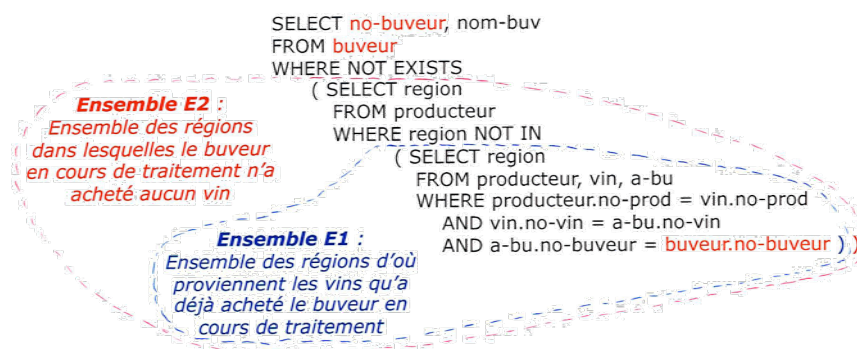 SELECT no-buveur, nom-buv
FROM buveur
WHERE NOT EXISTS
( SELECT region
FROM producteur
WHERE region NOT IN
( SELECT region
FROM producteur, vin, a-bu
WHERE producteur.no-prod = vin.no-prod
AND vin.no-vin = a-bu.no-vin
AND a-bu.no-buveur = buveur.no-buveur ) )
Ensemble E2 :
Ensemble des régions
dans lesquelles le buveur
en cours de traitement n'a
acheté aucun vin
Ensemble E1 :
Ensemble des régions d'où
proviennent les vins qu'a
déjà acheté le buveur en
cours de traitement